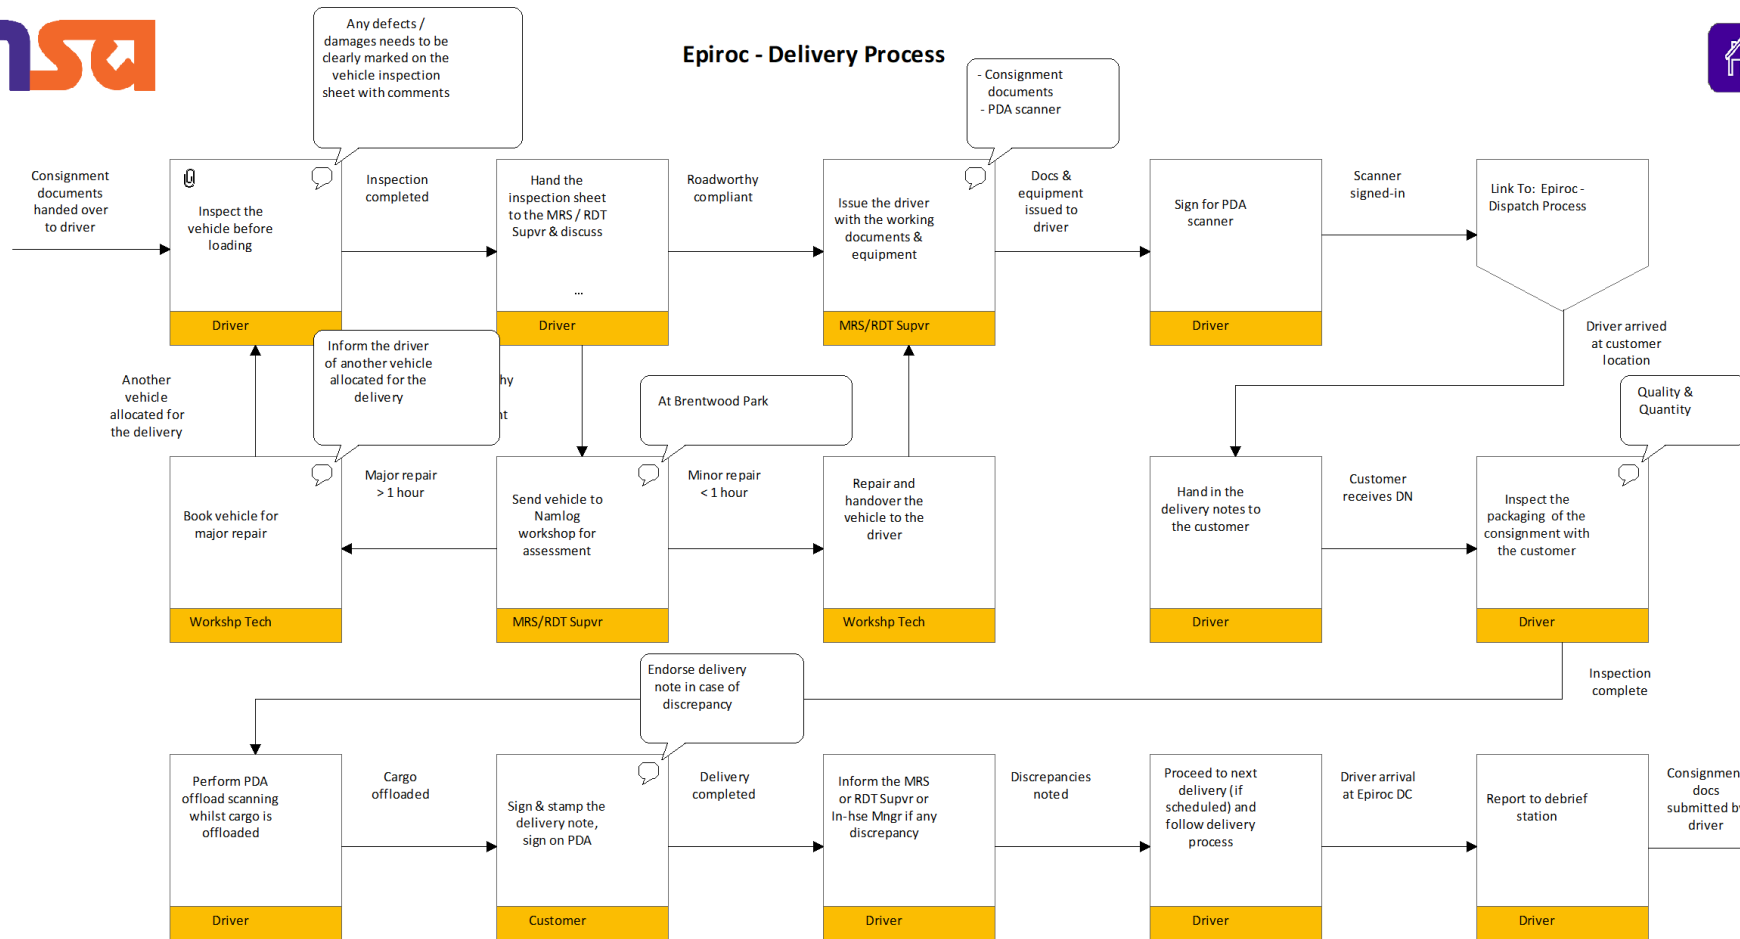 nsa
Any defects /
damages needs to be
clearly marked on the
vehicle inspection
sheet with comments
Epiroc - Delivery Process
- Consignment
documents
- PDA scanner
Consignment
documents
handed over
to driver
Inspect the
vehicle before
loading
Driver
Inspection
completed
Hand the
inspection sheet
to the MRS / RDT
Supvr & discuss
...
Driver
Roadworthy
compliant
Issue the driver
with the working
documents &
equipment
MRS/RDT Supvr
Docs &
equipment
issued to
driver
Sign for PDA
scanner
Driver
Scanner
signed-in
Link To: Epiroc -
Dispatch Process
Driver arrived
at customer
location
Another
vehicle
allocated for
the delivery
Inform the driver
of another vehicle
allocated for the
delivery
hy
nt
At Brentwood Park
Quality &
Quantity
Book vehicle for
major repair
Workshp Tech
Major repair
> 1 hour
Send vehicle to
Namlog
workshop for
assessment
MRS/RDT Supvr
Minor repair
< 1 hour
Repair and
handover the
vehicle to the
driver
Workshp Tech
Hand in the
delivery notes to
the customer
Driver
Customer
receives DN
Inspect the
packaging of the
consignment with
the customer
Driver
Inspection
complete
Endorse delivery
note in case of
discrepancy
Perform PDA
offload scanning
whilst cargo is
offloaded
Driver
Cargo
offloaded
Sign & stamp the
delivery note,
sign on PDA
Customer
Delivery
completed
Inform the MRS
or RDT Supvr or
In-hse Mngr if any
discrepancy
Driver
Discrepancies
noted
Proceed to next
delivery (if
scheduled) and
follow delivery
process
Driver
Driver arrival
at Epiroc DC
Report to debrief
station
Driver
Consignmen
docs
submitted by
driver